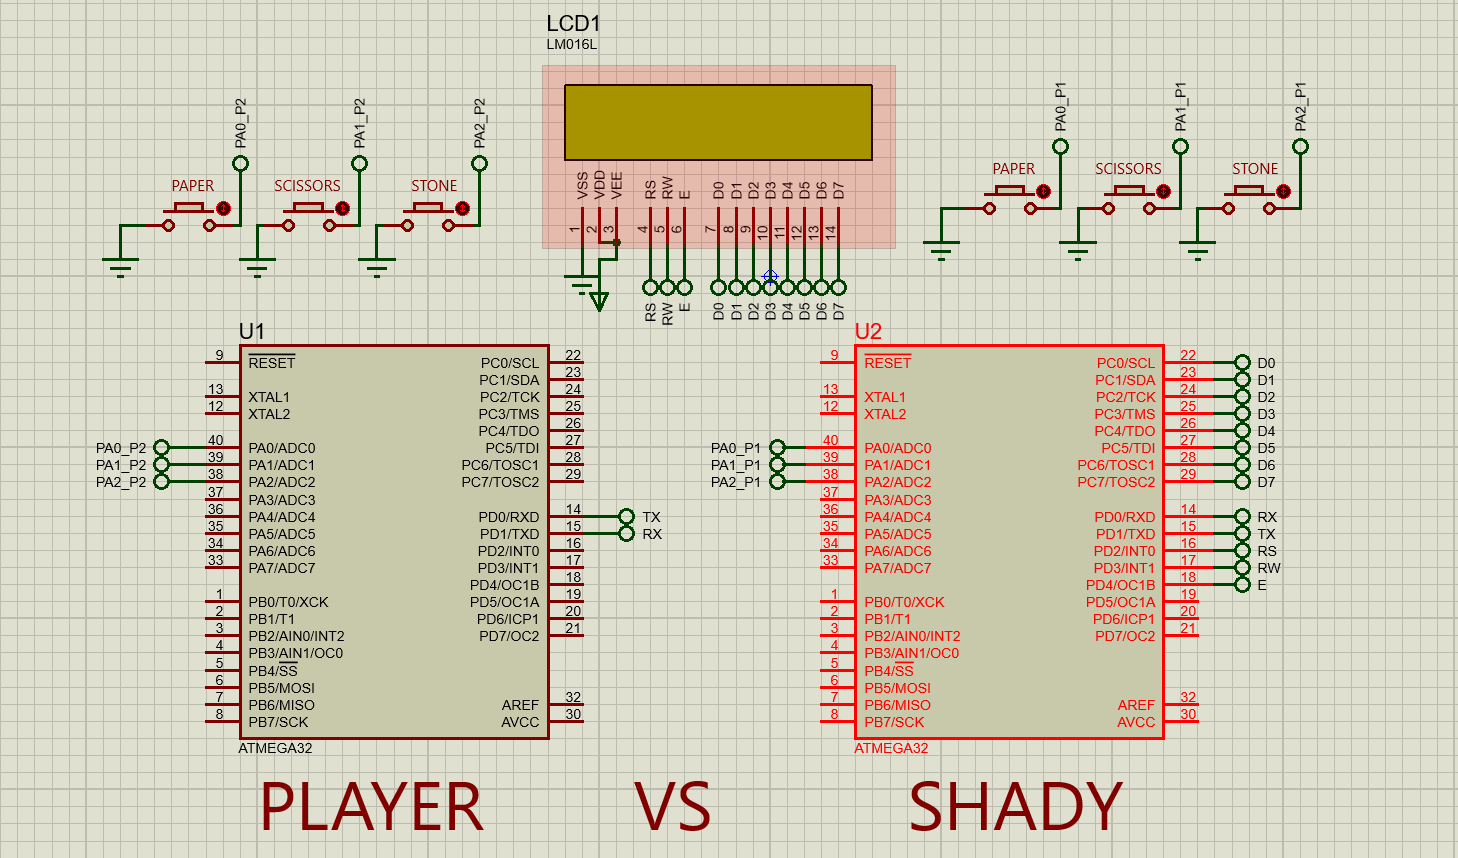 LCD1
LM016L
PA0_P2
PA1_P2
PA2_P2
PA0_P1
PA1_P1
PA2_P1
PAPER SCISSORS STONE
PAPER SCISSORS STONE
VSS VDD VEE RS RW E D0 D1 D2 D3 D4 D5 D6 D7
1 2 3 4 5 6 7 8 9 10 11 12 13 14
RS RW E D0 D1 D2 D3 D4 D5 D6 D7
U1
9 RESET PC0/SCL 22
PC1/SDA 23
13 XTAL1 PC2/TCK 24
12 XTAL2 PC3/TMS 25
PC4/TDO 26
PA0_P2 40 PA0/ADC0 PC5/TDI 27
PA1_P2 39 PA1/ADC1 PC6/TOSC1 28
PA2_P2 38 PA2/ADC2 PC7/TOSC2 29
37 PA3/ADC3
36 PA4/ADC4 PD0/RXD 14 TX
35 PA5/ADC5 PD1/TXD 15 RX
34 PA6/ADC6 PD2/INT0 16
33 PA7/ADC7 PD3/INT1 17
PD4/OC1B 18
1 PB0/T0/XCK PD5/OC1A 19
2 PB1/T1 PD6/ICP1 20
3 PB2/AIN0/INT2 PD7/OC2 21
4 PB3/AIN1/OC0
5 PB4/SS
6 PB5/MOSI
7 PB6/MISO AREF 32
8 PB7/SCK AVCC 30
ATMEGA32
U2
9 RESET PC0/SCL 22 D0
PC1/SDA 23 D1
13 XTAL1 PC2/TCK 24 D2
12 XTAL2 PC3/TMS 25 D3
PC4/TDO 26 D4
PA0_P1 40 PA0/ADC0 PC5/TDI 27 D5
PA1_P1 39 PA1/ADC1 PC6/TOSC1 28 D6
PA2_P1 38 PA2/ADC2 PC7/TOSC2 29 D7
37 PA3/ADC3
36 PA4/ADC4 PD0/RXD 14 RX
35 PA5/ADC5 PD1/TXD 15 TX
34 PA6/ADC6 PD2/INT0 16 RS
33 PA7/ADC7 PD3/INT1 17 RW
PD4/OC1B 18 E
1 PB0/T0/XCK PD5/OC1A 19
2 PB1/T1 PD6/ICP1 20
3 PB2/AIN0/INT2 PD7/OC2 21
4 PB3/AIN1/OC0
5 PB4/SS
6 PB5/MOSI
7 PB6/MISO AREF 32
8 PB7/SCK AVCC 30
ATMEGA32
PLAYER VS SHADY